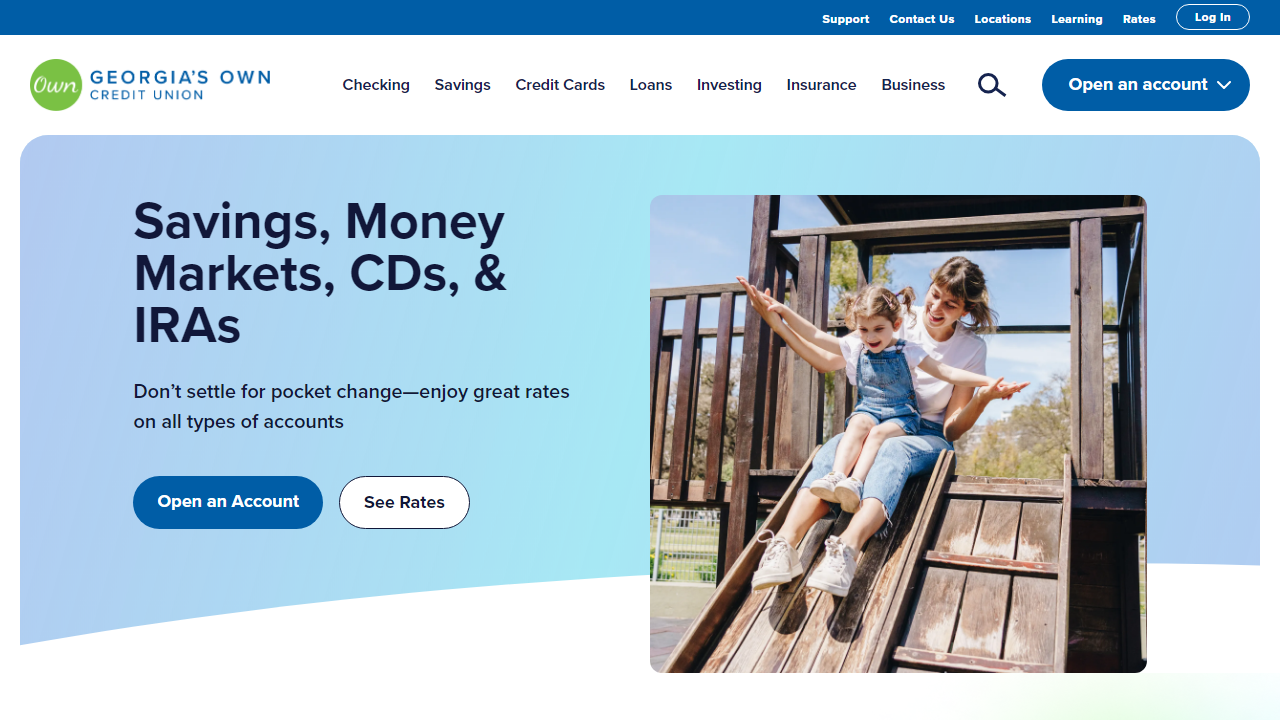 Support Contact Us Locations Learning Rates Log In
Own GEORGIA'S OWN
CREDIT UNION
Checking Savings Credit Cards Loans Investing Insurance Business Open an account
Savings, Money
Markets, CDs, &
IRAs
Don’t settle for pocket change—enjoy great rates
on all types of accounts
Open an Account See Rates